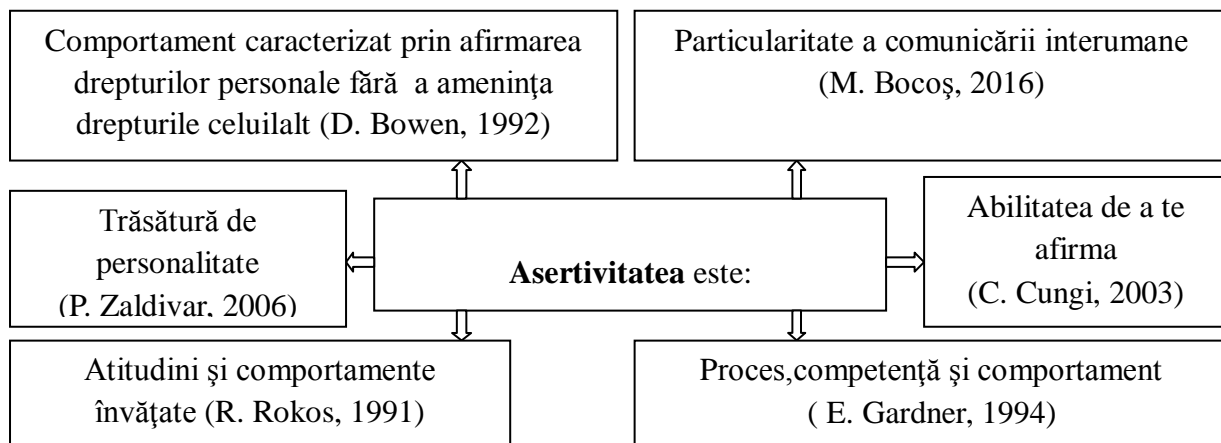 Comportament caracterizat prin afirmarea
drepturilor personale fără a ameninţa
drepturile celuilalt (D. Bowen, 1992)
Particularitate a comunicării interumane
(M. Bocoş, 2016)
Trăsătură de
personalitate
(P. Zaldivar, 2006)
Asertivitatea este:
Abilitatea de a te
afirma
(C. Cungi, 2003)
Atitudini şi comportamente
învăţate (R. Rokos, 1991)
Proces,competenţă şi comportament
( E. Gardner, 1994)